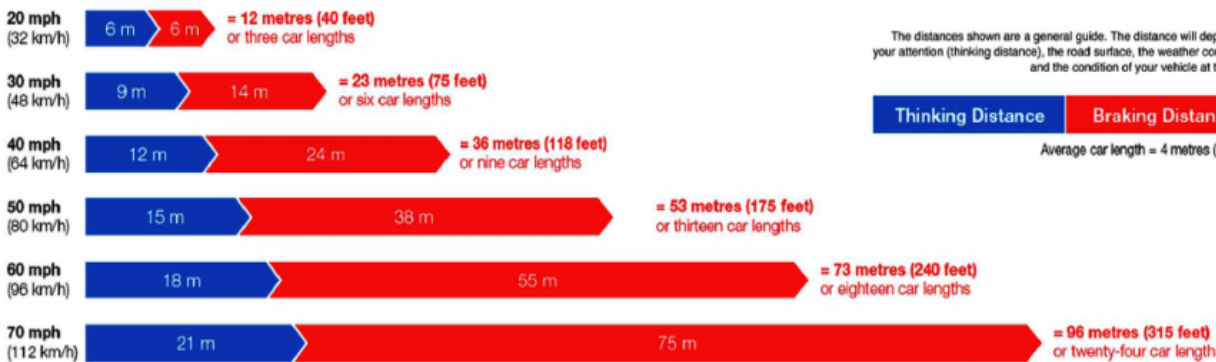 20 mph
(32 km/h)
6 m
6 m
= 12 metres (40 feet)
or three car lengths
The distances shown are a general guide. The distance will
your attention (thinking distance), the road surface, the weather
and the condition of your vehicle at
Thinking Distance
Braking
Average car length = 4 metres (
30 mph
(48 km/h)
9 m
14 m
= 23 metres (75 feet)
or six car lengths
40 mph
(64 km/h)
12 m
24 m
= 36 metres (118 feet)
or nine car lengths
50 mph
(80 km/h)
15 m
38 m
= 53 metres (175 feet)
or thirteen car lengths
60 mph
(96 km/h)
18 m
55 m
= 73 metres (240 feet)
or eighteen car lengths
70 mph
(112 km/h)
21 m
75 m
= 96 metres (315 feet)
or twenty-four car length